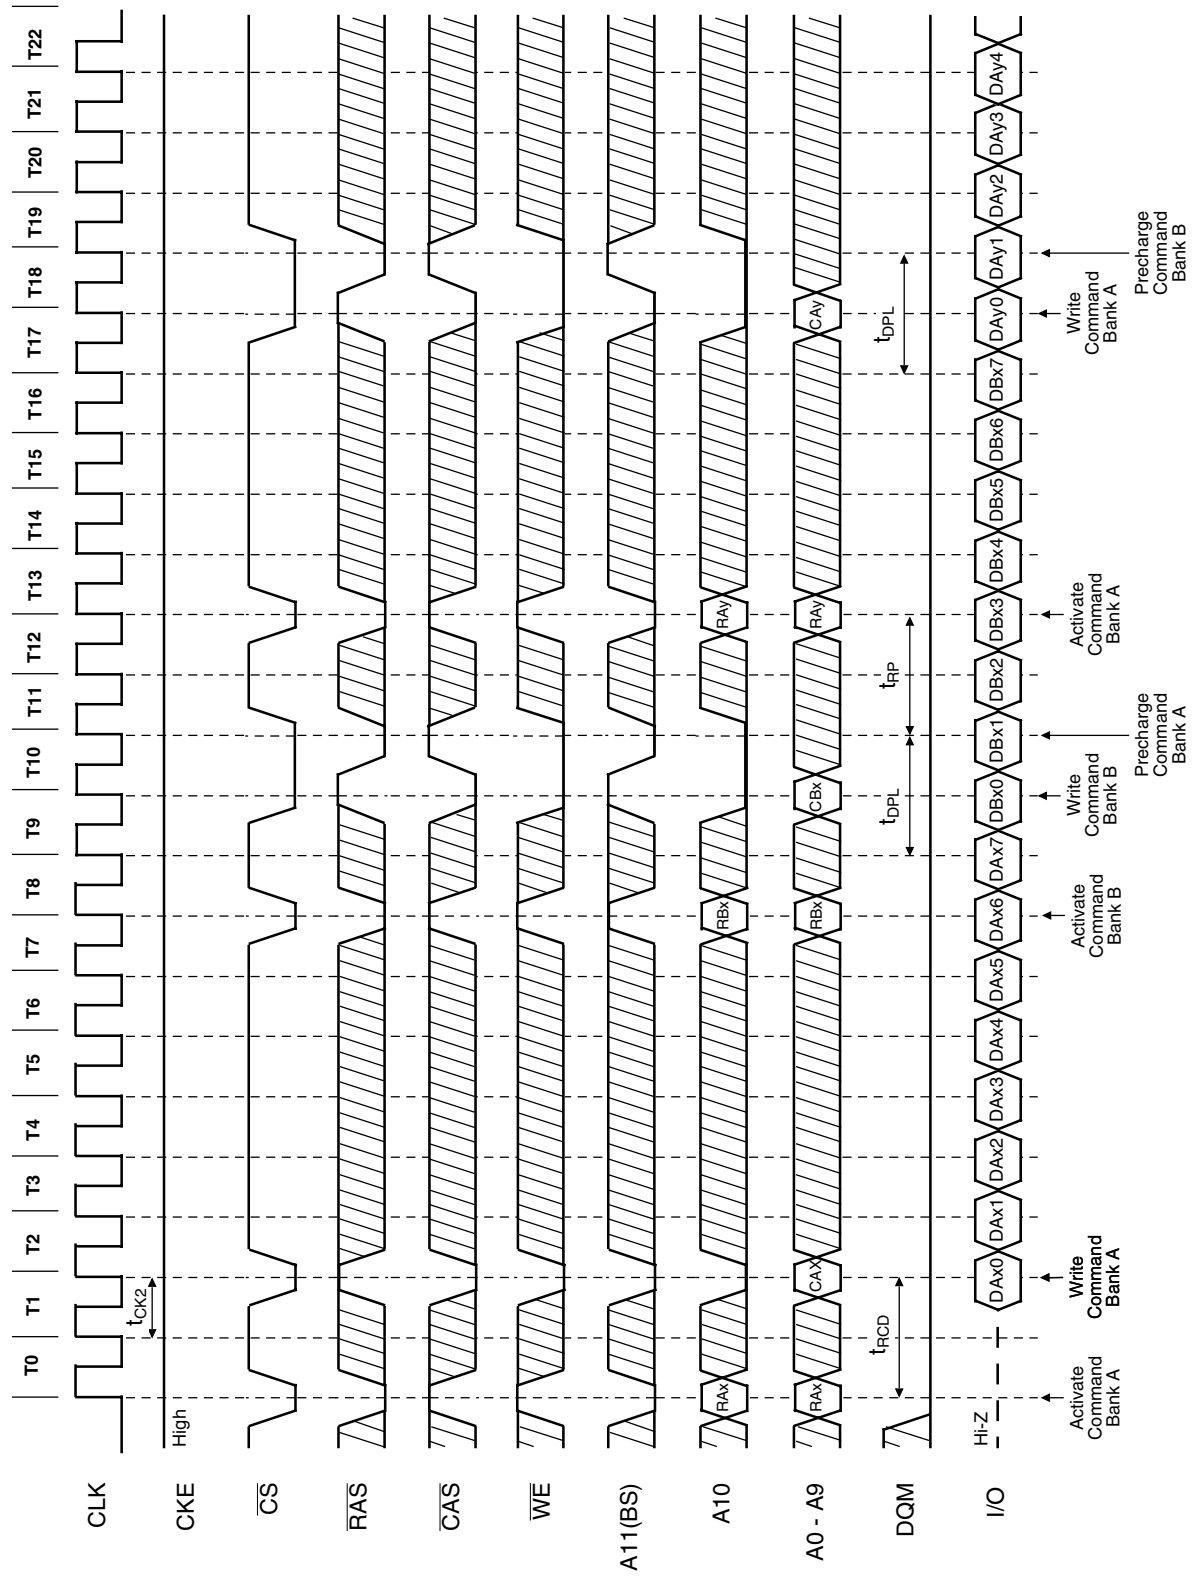 T0 T1 T2 T3 T4 T5 T6 T7 T8 T9 T10 T11 T12 T13 T14 T15 T16 T17 T18 T19 T20 T21 T22
CLK
tCK2
CKE
High
CS
RAS
CAS
WE
A11(BS)
A10
RAx RBx RAy
A0 - A9
RAx CAX RBx CBx RAy CAy
DQM
tRCD tDPL tRP tDPL
I/O
Hi-Z
DAx0 DAx1 DAx2 DAx3 DAx4 DAx5 DAx6 DAx7 DBx0 DBx1 DBx2 DBx3 DBx4 DBx5 DBx6 DBx7 DAy0 DAy1 DAy2 DAy3 DAy4
Activate
Command
Bank A
Write
Command
Bank A
Activate
Command
Bank B
Write
Command
Bank B
Precharge
Command
Bank A
Activate
Command
Bank A
Write
Command
Bank A
Precharge
Command
Bank B